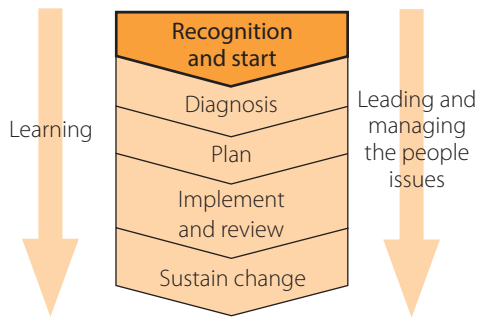 Recognition
and start
Diagnosis
Plan
Implement
and review
Sustain change
Learning
Leading and
managing
the people
issues